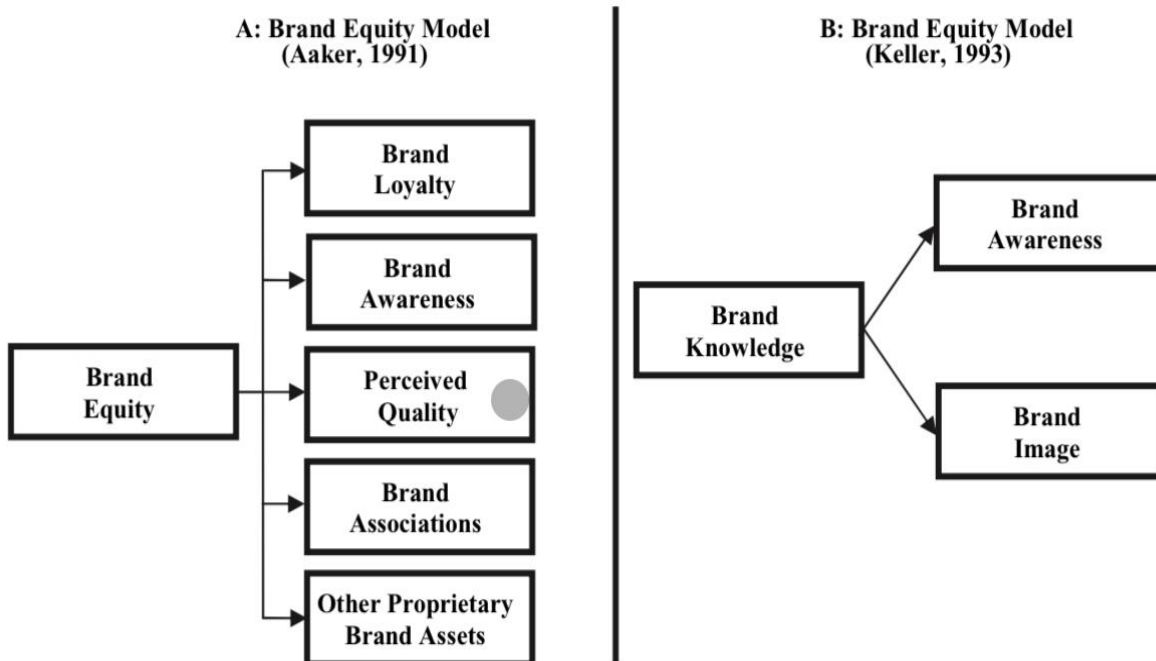 A: Brand Equity Model
(Aaker, 1991)
Brand
Loyalty
Brand
Awareness
Brand
Equity
Perceived
Quality
Brand
Associations
Other Proprietary
Brand Assets
B: Brand Equity Model
(Keller, 1993)
Brand
Knowledge
Brand
Awareness
Brand
Image